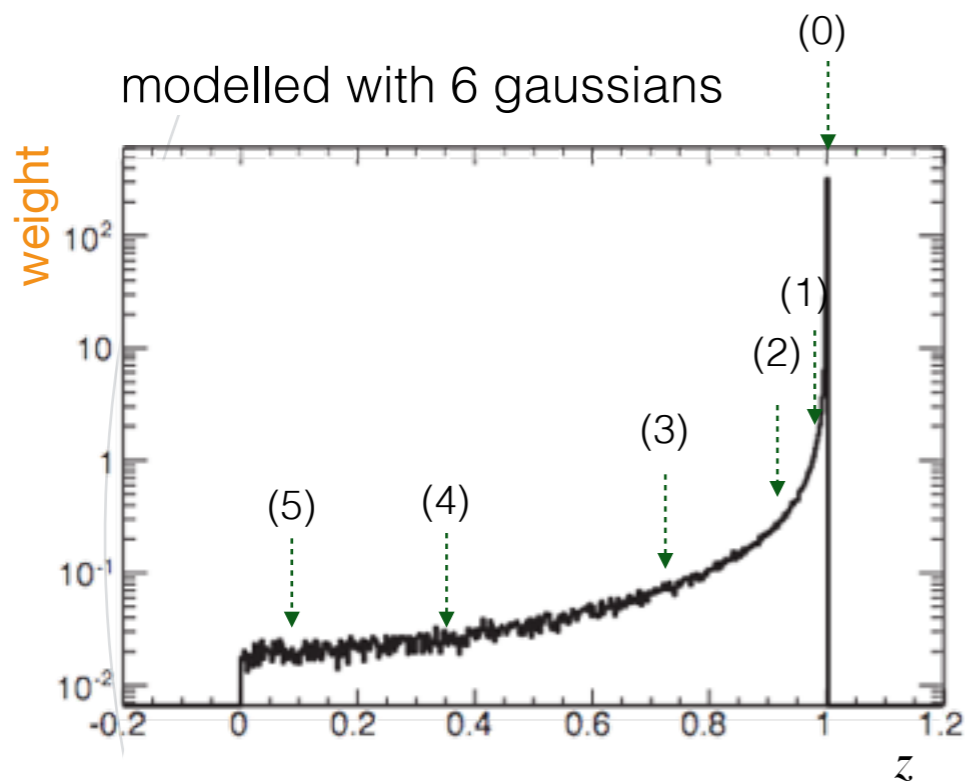 (0)
modelled with 6 gaussians
weight
10²
(1)
10
(2)
(3)
1
(5)
(4)
10⁻¹
10⁻²
-0.2 0 0.2 0.4 0.6 0.8 1 1.2
z